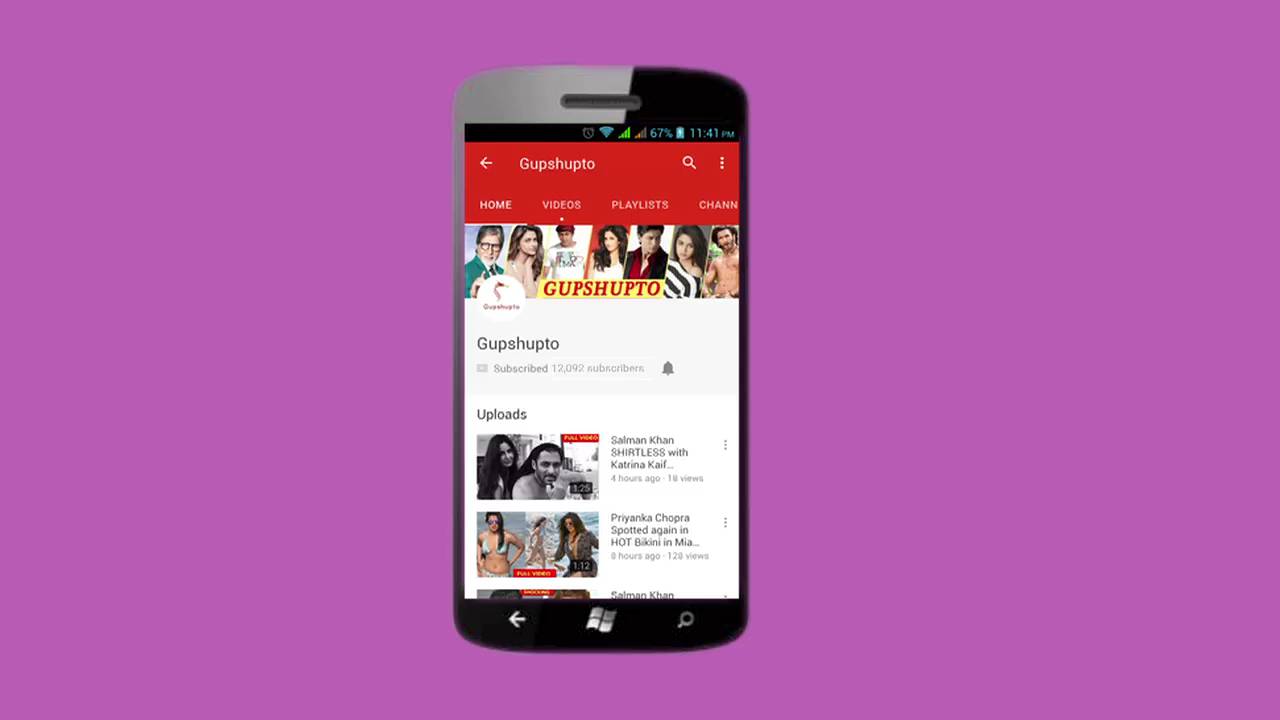 67% 11:41 PM
Gupshupto
HOME VIDEOS PLAYLISTS CHANN
GUPSHUPTO
Gupshupto
Gupshupto
Subscribed 12,092 subscribers
Uploads
FULL VIDEO
1:25
Salman Khan
SHIRTLESS with
Katrina Kaif...
4 hours ago · 18 views
FULL VIDEO
1:12
Priyanka Chopra
Spotted again in
HOT Bikini in Mia...
8 hours ago · 128 views
SHOCKING
Salman Khan